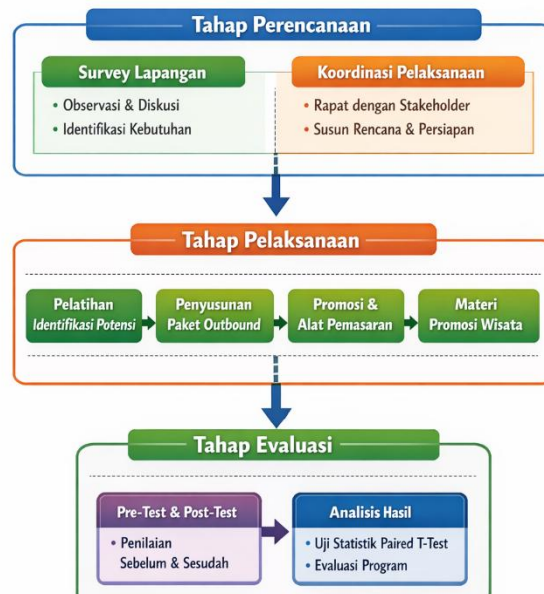 Tahap Perencanaan
Survey Lapangan
• Observasi & Diskusi
• Identifikasi Kebutuhan
Koordinasi Pelaksanaan
• Rapat dengan Stakeholder
• Susun Rencana & Persiapan
Tahap Pelaksanaan
Pelatihan
Identifikasi Potensi
Penyusunan
Paket Outbound
Promosi &
Alat Pemasaran
Materi
Promosi Wisata
Tahap Evaluasi
Pre-Test & Post-Test
• Penilaian
Sebelum & Sesudah
Analisis Hasil
• Uji Statistik Paired T-Test
• Evaluasi Program